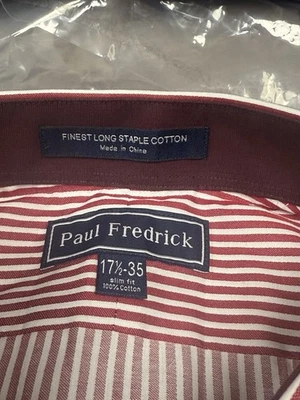 FINEST LONG STAPLE COTTON
Made in China
Paul Fredrick
17½-35
slim fit
100% Cotton